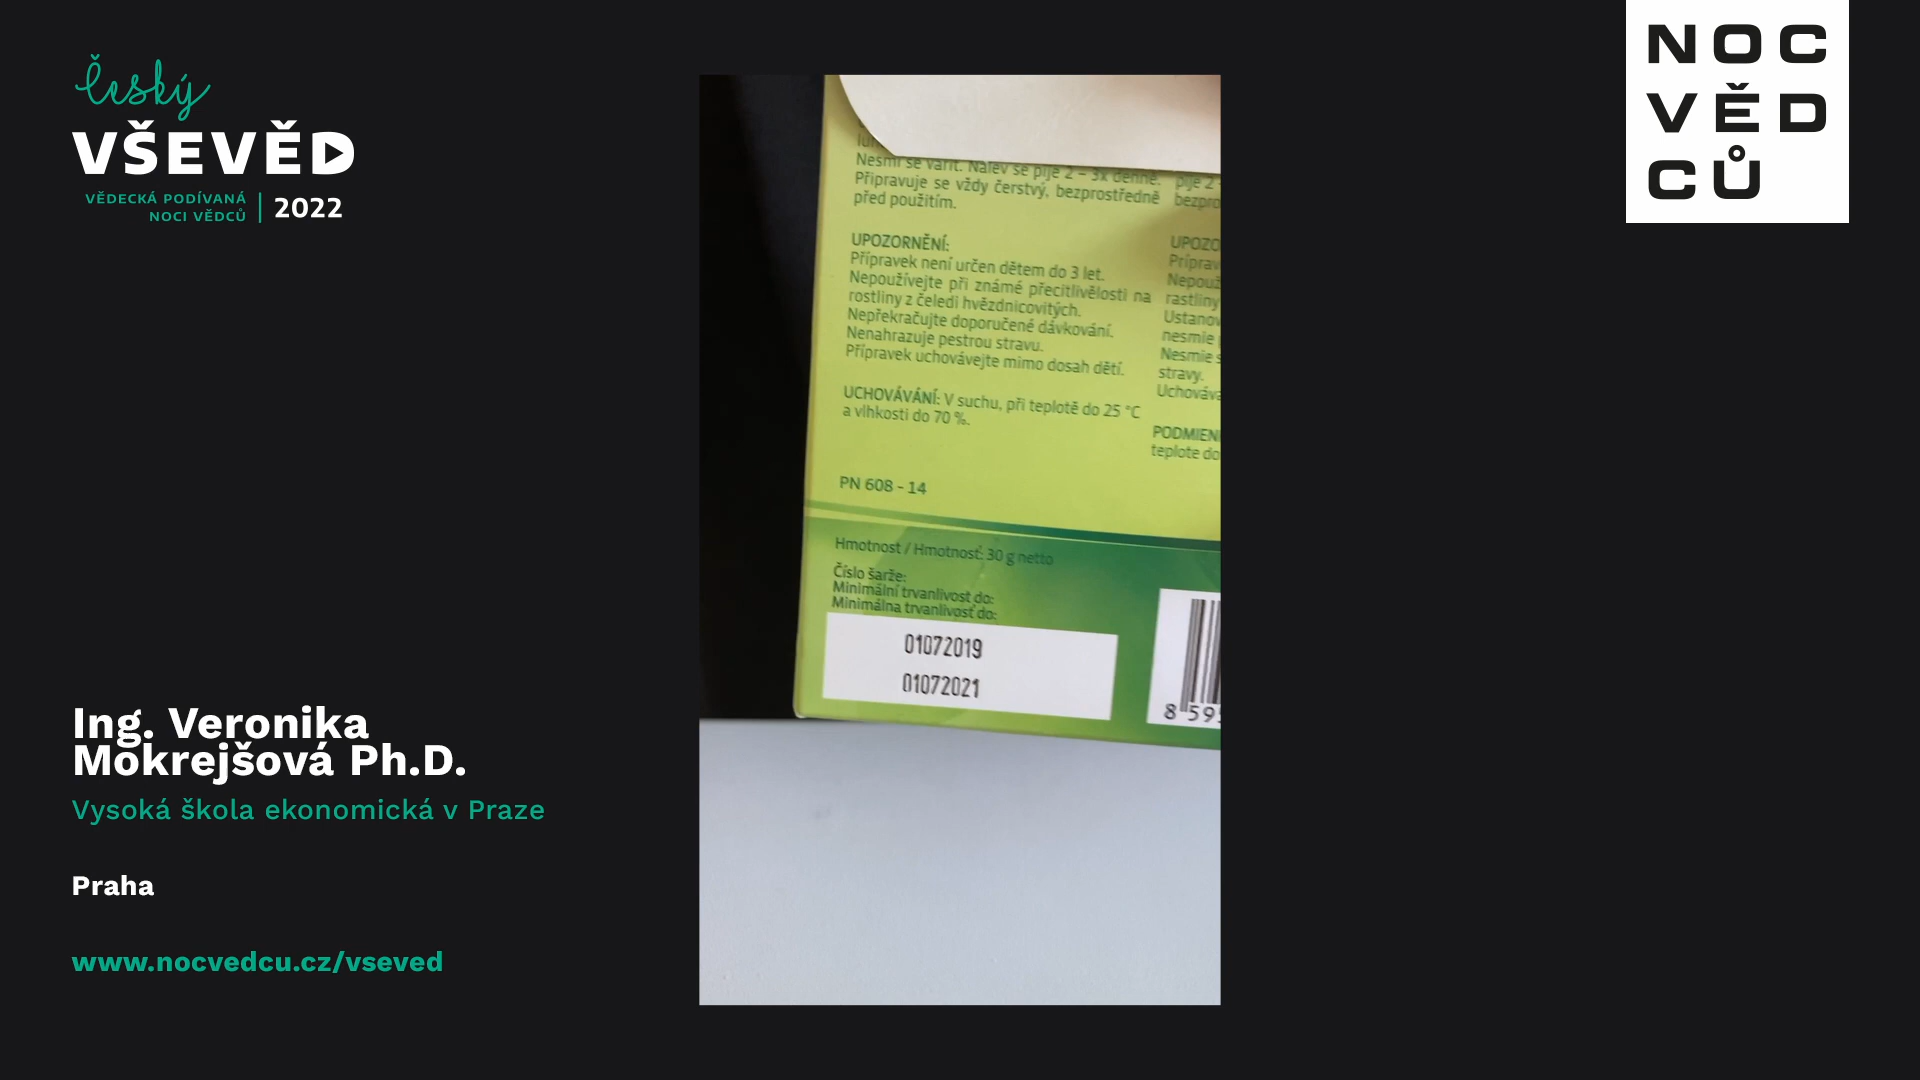 Český
VŠEVĚD
VĚDECKÁ PODÍVANÁ
NOCI VĚDCŮ
2022
NOC
VĚD
CŮ
Nesmí se vařit. Nálev se pije 2 – 3x denně.
Připravuje se vždy čerstvý, bezprostředně
před použitím.
UPOZORNĚNÍ:
Přípravek není určen dětem do 3 let.
Nepoužívejte při známé přecitlivělosti na
rostliny z čeledi hvězdnicovitých.
Nepřekračujte doporučené dávkování.
Nenahrazuje pestrou stravu.
Přípravek uchovávejte mimo dosah dětí.
UCHOVÁVÁNÍ: V suchu, při teplotě do 25 °C
a vlhkosti do 70 %.
PN 608 - 14
pije 2
stravy.
teplote do
Hmotnost / Hmotnosť: 30 g netto
Číslo šarže:
Minimální trvanlivost do:
Minimálna trvanlivosť do:
01072019
01072021
8 59
Ing. Veronika
Mokrejšová Ph.D.
Vysoká škola ekonomická v Praze
Praha
www.nocvedcu.cz/vseved